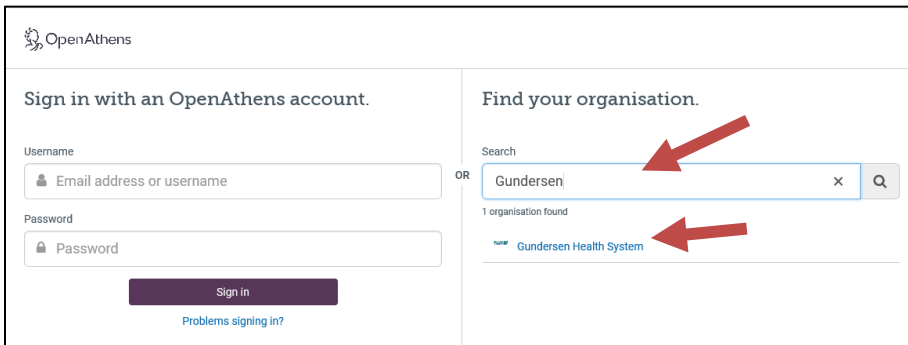 OpenAthens
Sign in with an OpenAthens account.
Username
Email address or username
Password
Password
Sign in
Problems signing in?
OR
Find your organisation.
Search
Gundersen
1 organisation found
Gundersen Health System